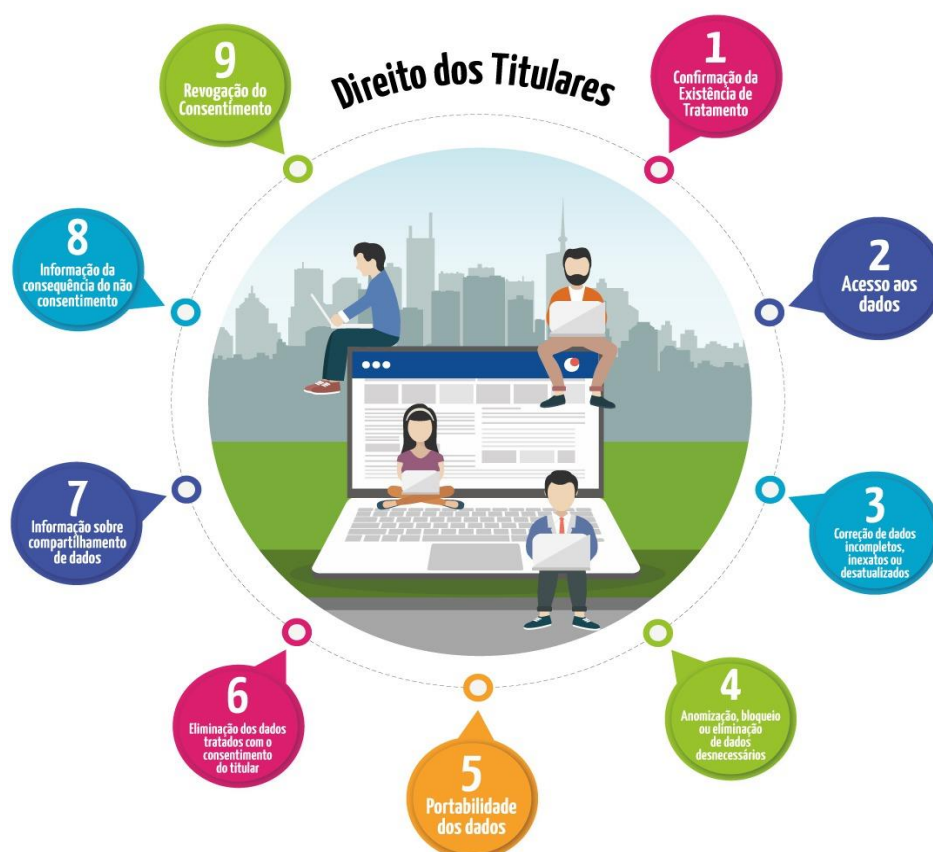 Direito dos Titulares
1
Confirmação da
Existência de
Tratamento
2
Acesso aos
dados
3
Correção de dados
incompletos,
inexatos ou
desatualizados
4
Anomização, bloqueio
ou eliminação
de dados
desnecessários
5
Portabilidade
dos dados
6
Eliminação dos dados
tratados com o
consentimento
do titular
7
Informação sobre
compartilhamento
de dados
8
Informação da
consequência do não
consentimento
9
Revogação do
Consentimento